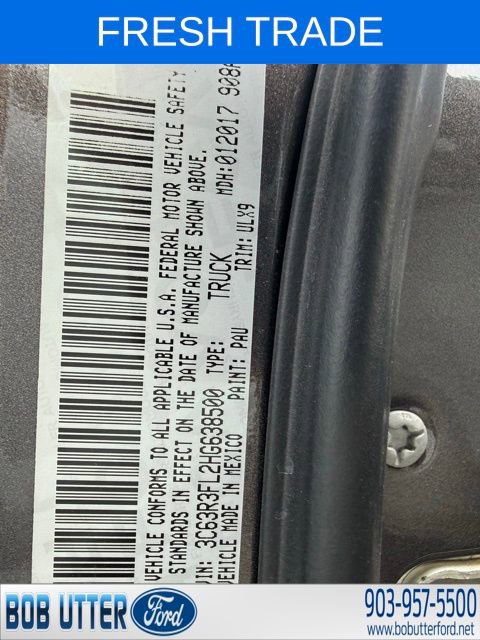 FRESH TRADE
VEHICLE CONFORMS TO ALL APPLICABLE U.S.A. FEDERAL MOTOR VEHICLE SAFETY
STANDARDS IN EFFECT ON THE DATE OF MANUFACTURE SHOWN ABOVE.
VIN: 3C63R3FL2HG638500 TYPE: TRUCK MDH:012017 908A
VEHICLE MADE IN MEXICO PAINT: PAU TRIM: ULX9
BOB UTTER Ford
903-957-5500
www.bobutterford.net